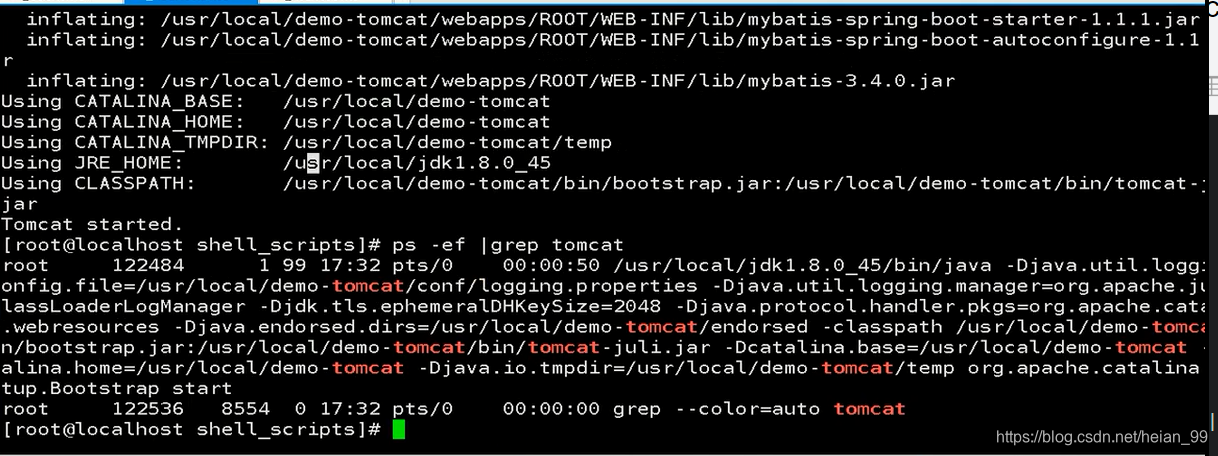 inflating: /usr/local/demo-tomcat/webapps/ROOT/WEB-INF/lib/mybatis-spring-boot-starter-1.1.1.jar
inflating: /usr/local/demo-tomcat/webapps/ROOT/WEB-INF/lib/mybatis-spring-boot-autoconfigure-1.1
r
inflating: /usr/local/demo-tomcat/webapps/ROOT/WEB-INF/lib/mybatis-3.4.0.jar
Using CATALINA_BASE:   /usr/local/demo-tomcat
Using CATALINA_HOME:   /usr/local/demo-tomcat
Using CATALINA_TMPDIR: /usr/local/demo-tomcat/temp
Using JRE_HOME:        /usr/local/jdk1.8.0_45
Using CLASSPATH:       /usr/local/demo-tomcat/bin/bootstrap.jar:/usr/local/demo-tomcat/bin/tomcat-j
jar
Tomcat started.
[root@localhost shell_scripts]# ps -ef |grep tomcat
root     122484      1 99 17:32 pts/0    00:00:50 /usr/local/jdk1.8.0_45/bin/java -Djava.util.loggi
onfig.file=/usr/local/demo-tomcat/conf/logging.properties -Djava.util.logging.manager=org.apache.ju
lassLoaderLogManager -Djdk.tls.ephemeralDHKeySize=2048 -Djava.protocol.handler.pkgs=org.apache.cata
.webresources -Djava.endorsed.dirs=/usr/local/demo-tomcat/endorsed -classpath /usr/local/demo-tomca
n/bootstrap.jar:/usr/local/demo-tomcat/bin/tomcat-juli.jar -Dcatalina.base=/usr/local/demo-tomcat -
alina.home=/usr/local/demo-tomcat -Djava.io.tmpdir=/usr/local/demo-tomcat/temp org.apache.catalina
tup.Bootstrap start
root     122536   8554  0 17:32 pts/0    00:00:00 grep --color=auto tomcat
[root@localhost shell_scripts]#
https://blog.csdn.net/heian_99